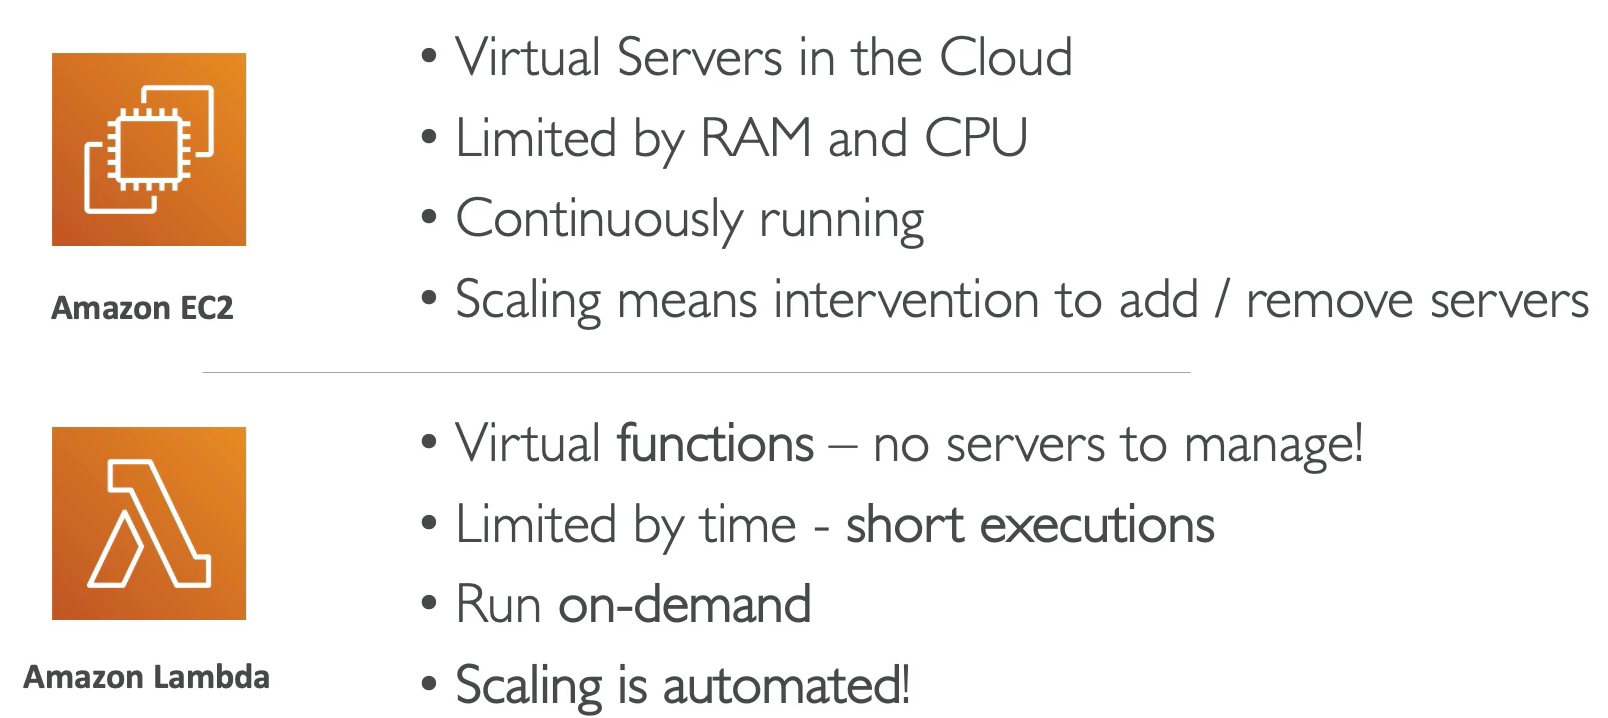 • Virtual Servers in the Cloud
• Limited by RAM and CPU
• Continuously running
• Scaling means intervention to add / remove servers
Amazon EC2
• Virtual functions – no servers to manage!
• Limited by time - short executions
• Run on-demand
• Scaling is automated!
Amazon Lambda